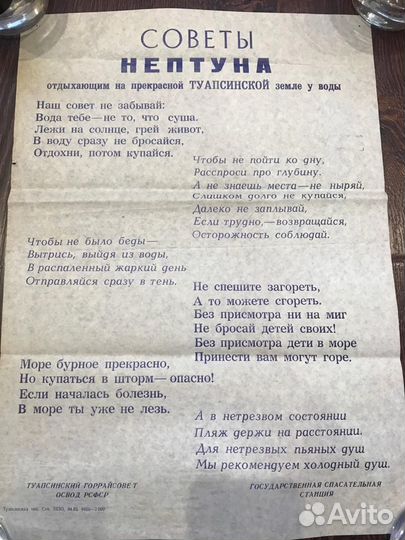 СОВЕТЫ
НЕПТУНА
отдыхающим на прекрасной ТУАПСИНСКОЙ земле у воды
Наш совет не забывай:
Вода тебе—не то, что суша.
Лежи на солнце, грей живот,
В воду сразу не бросайся,
Отдохни, потом купайся.
Чтобы не пойти ко дну,
Расспроси про глубину.
А не знаешь места—не ныряй,
Слишком долго не купайся,
Далеко не заплывай,
Если трудно,—возвращайся,
Осторожность соблюдай.
Чтобы не было беды—
Вытрись, выйдя из воды,
В распаленный жаркий день
Отправляйся сразу в тень.
Не спешите загореть,
А то можете сгореть.
Без присмотра ни на миг
Не бросай детей своих!
Без присмотра дети в море
Принести вам могут горе.
Море бурное прекрасно,
Но купаться в шторм—опасно!
Если началась болезнь,
В море ты уже не лезь.
А в нетрезвом состоянии
Пляж держи на расстоянии.
Для нетрезвых пьяных душ
Мы рекомендуем холодный душ.
ТУАПСИНСКИЙ ГОРРАЙСОВЕТ
ОСВОД РСФСР
ГОСУДАРСТВЕННАЯ СПАСАТЕЛЬНАЯ
СТАНЦИЯ
Avito